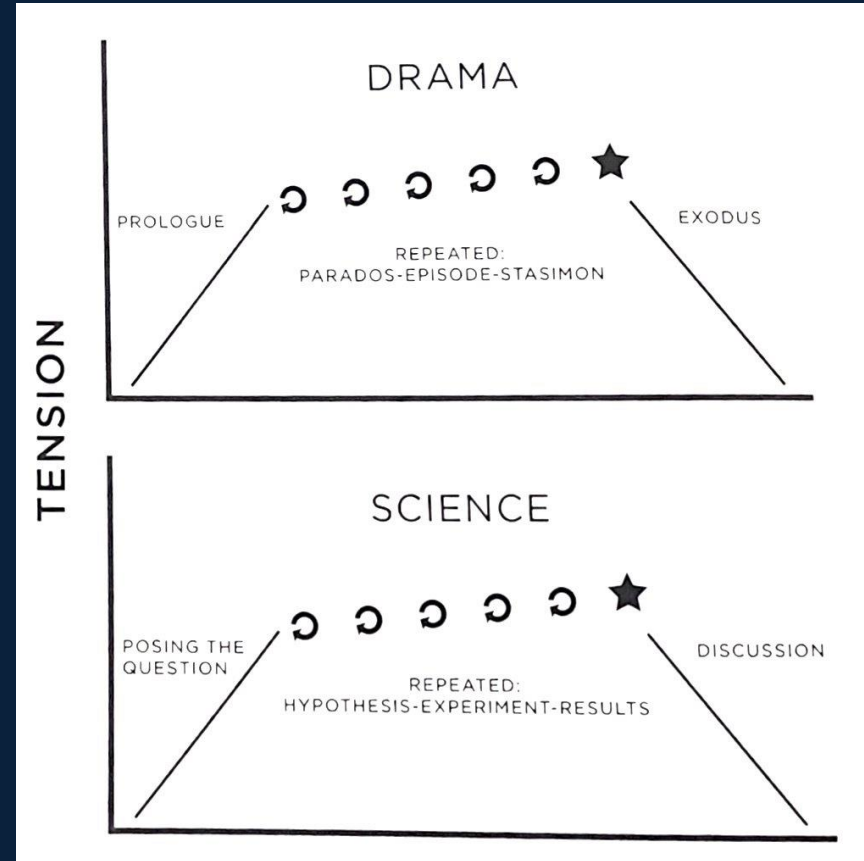 TENSION
DRAMA
PROLOGUE
EXODUS
REPEATED:
PARADOS-EPISODE-STASIMON
SCIENCE
POSING THE
QUESTION
DISCUSSION
REPEATED:
HYPOTHESIS-EXPERIMENT-RESULTS